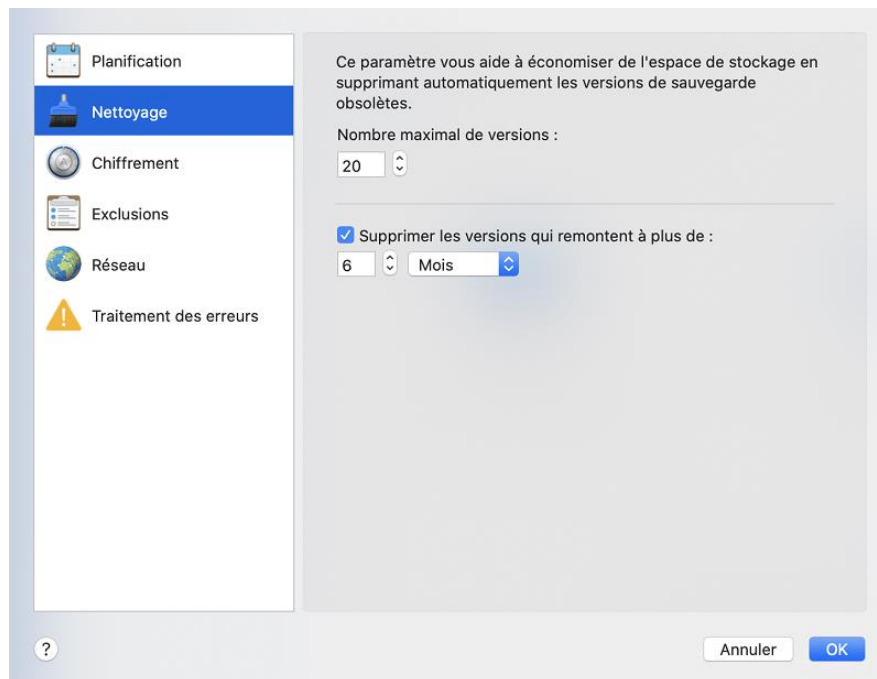 Planification
Nettoyage
Chiffrement
Exclusions
Réseau
Traitement des erreurs
Ce paramètre vous aide à économiser de l'espace de stockage en
supprimant automatiquement les versions de sauvegarde
obsolètes.
Nombre maximal de versions :
20
Supprimer les versions qui remontent à plus de :
6 Mois
?
Annuler OK